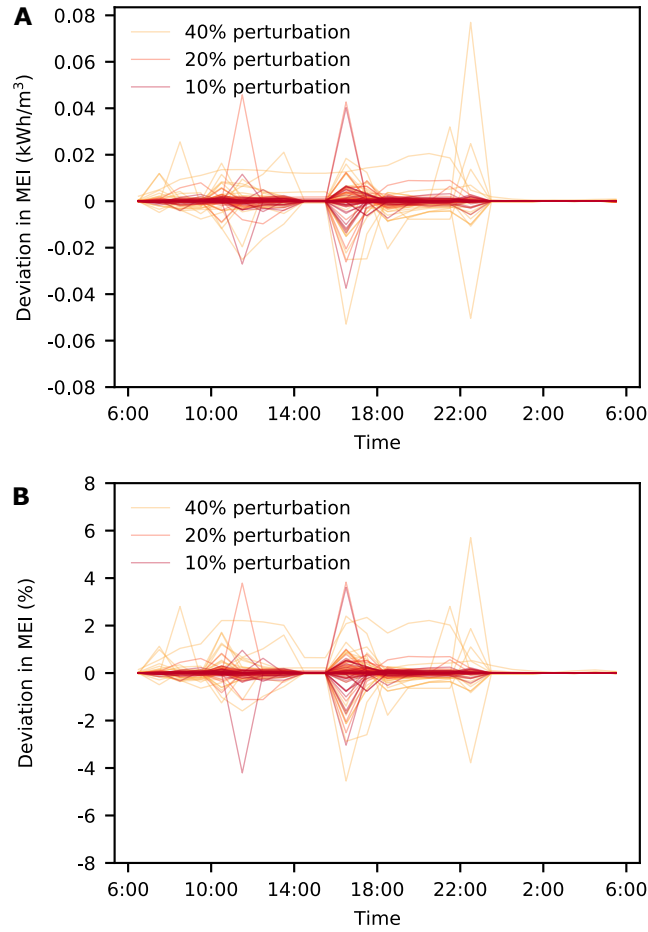 A
0.08
0.06
0.04
0.02
0
-0.02
-0.04
-0.06
-0.08
Deviation in MEI (kWh/m³)
40% perturbation
20% perturbation
10% perturbation
6:00 10:00 14:00 18:00 22:00 2:00 6:00
Time
B
8
6
4
2
0
-2
-4
-6
-8
Deviation in MEI (%)
40% perturbation
20% perturbation
10% perturbation
6:00 10:00 14:00 18:00 22:00 2:00 6:00
Time